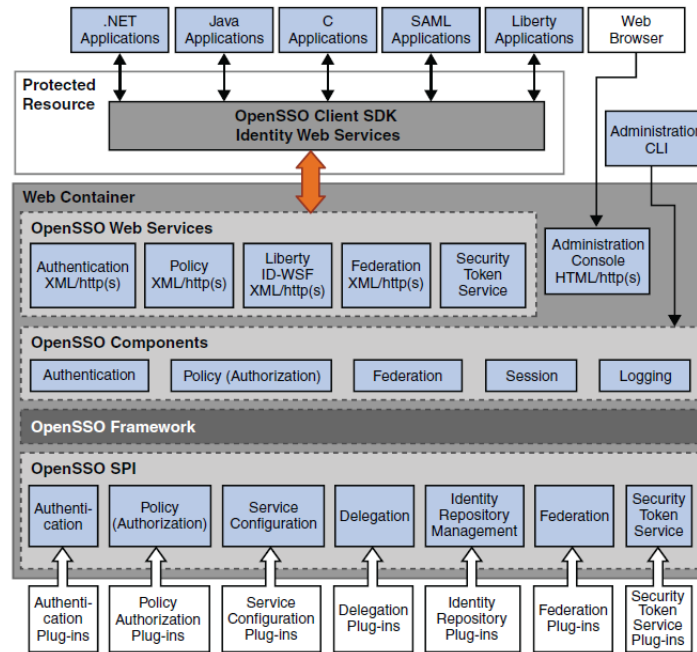 .NET
Applications
Java
Applications
C
Applications
SAML
Applications
Liberty
Applications
Web
Browser
Protected
Resource
OpenSSO Client SDK
Identity Web Services
Administration
CLI
Web Container
OpenSSO Web Services
Authentication
XML/http(s)
Policy
XML/http(s)
Liberty
ID-WSF
XML/http(s)
Federation
XML/http(s)
Security
Token
Service
Administration
Console
HTML/http(s)
OpenSSO Components
Authentication
Policy (Authorization)
Federation
Session
Logging
OpenSSO Framework
OpenSSO SPI
Authenti-
cation
Policy
(Authorization)
Service
Configuration
Delegation
Identity
Repository
Management
Federation
Security
Token
Service
Authenti-
cation
Plug-ins
Policy
Authorization
Plug-ins
Service
Configuration
Plug-ins
Delegation
Plug-ins
Identity
Repository
Plug-ins
Federation
Plug-ins
Security
Token
Service
Plug-ins